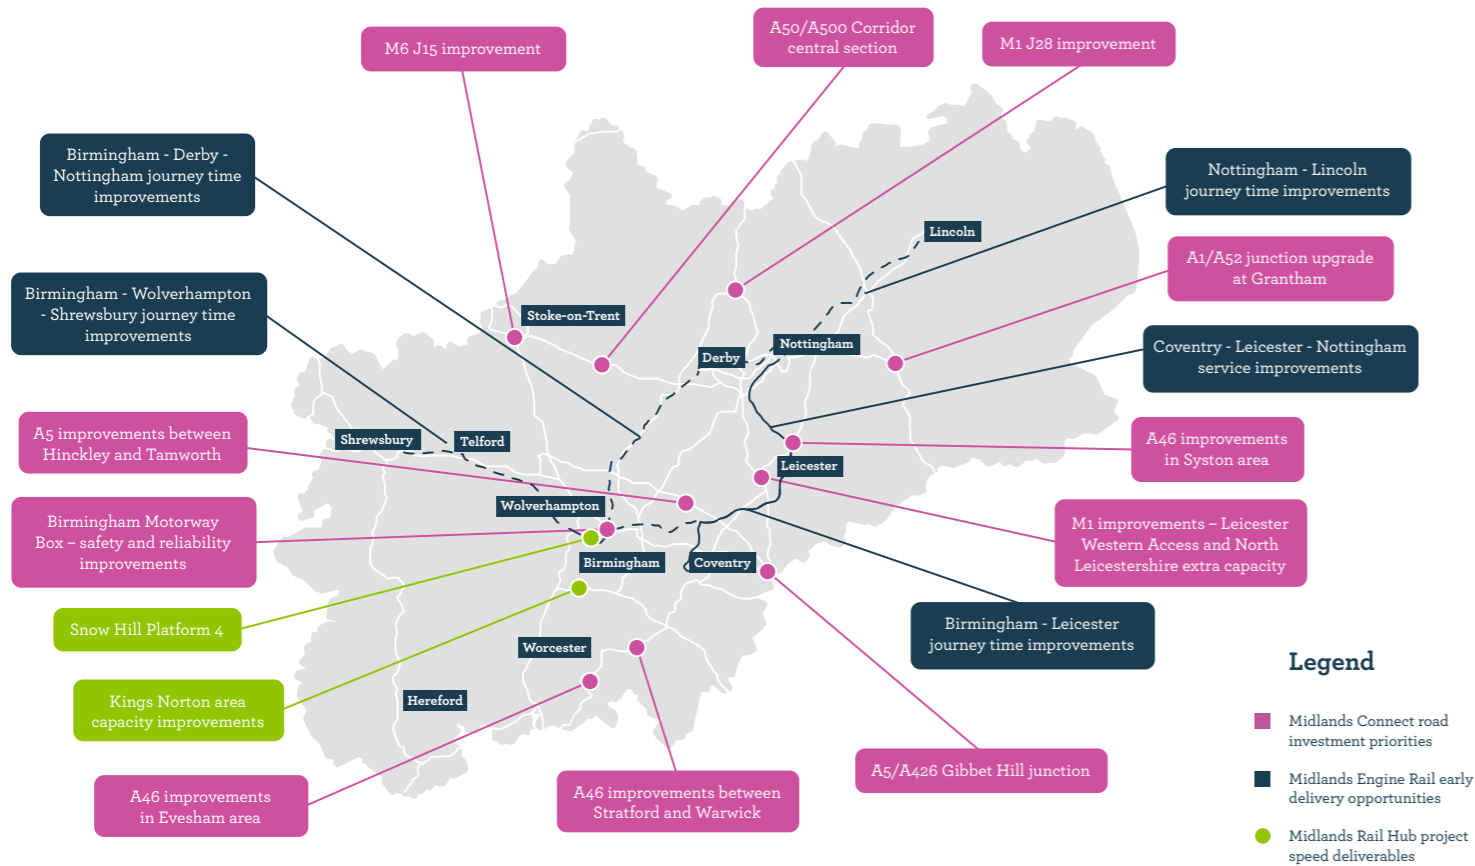 M6 J15 improvement
A50/A500 Corridor
central section
M1 J28 improvement
Birmingham - Derby -
Nottingham journey time
improvements
Nottingham - Lincoln
journey time improvements
Lincoln
A1/A52 junction upgrade
at Grantham
Birmingham - Wolverhampton
- Shrewsbury journey time
improvements
Stoke-on-Trent
Derby
Nottingham
Coventry - Leicester - Nottingham
service improvements
A5 improvements between
Hinckley and Tamworth
Shrewsbury
Telford
Leicester
A46 improvements
in Syston area
Wolverhampton
Birmingham Motorway
Box – safety and reliability
improvements
M1 improvements – Leicester
Western Access and North
Leicestershire extra capacity
Birmingham
Coventry
Snow Hill Platform 4
Birmingham - Leicester
journey time improvements
Worcester
Kings Norton area
capacity improvements
Hereford
A46 improvements
in Evesham area
A46 improvements between
Stratford and Warwick
A5/A426 Gibbet Hill junction
Legend
Midlands Connect road
investment priorities
Midlands Engine Rail early
delivery opportunities
Midlands Rail Hub project
speed deliverables